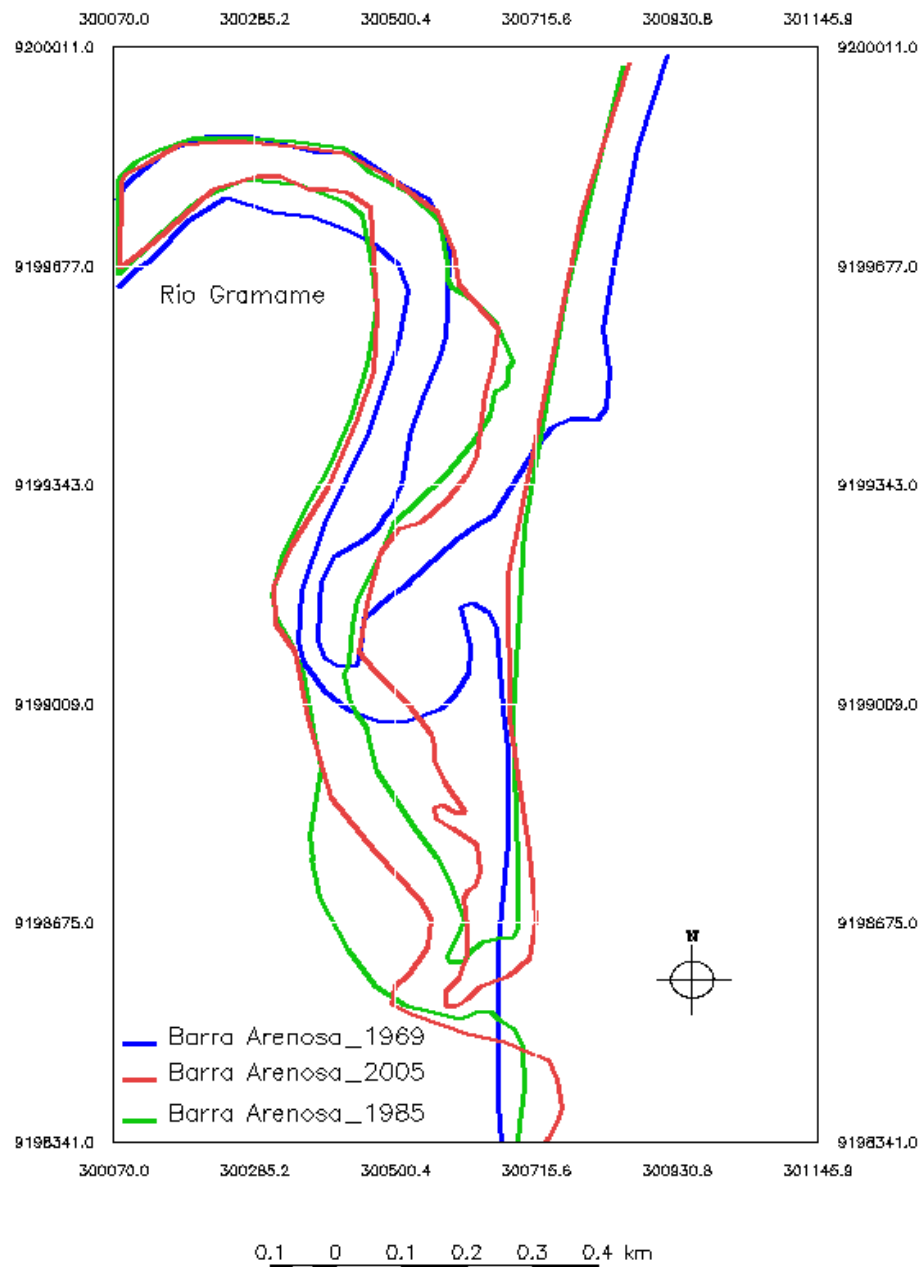 300070.0 300285.2 300500.4 300715.6 300930.8 301145.9
9200011.0 9200011.0
9199677.0 9199677.0
Rio Gramame
9199343.0 9199343.0
9199009.0 9199009.0
9198675.0 9198675.0
N
Barra Arenosa_1969
Barra Arenosa_2005
Barra Arenosa_1985
9198341.0 9198341.0
300070.0 300285.2 300500.4 300715.6 300930.8 301145.9
0.1 0 0.1 0.2 0.3 0.4 km